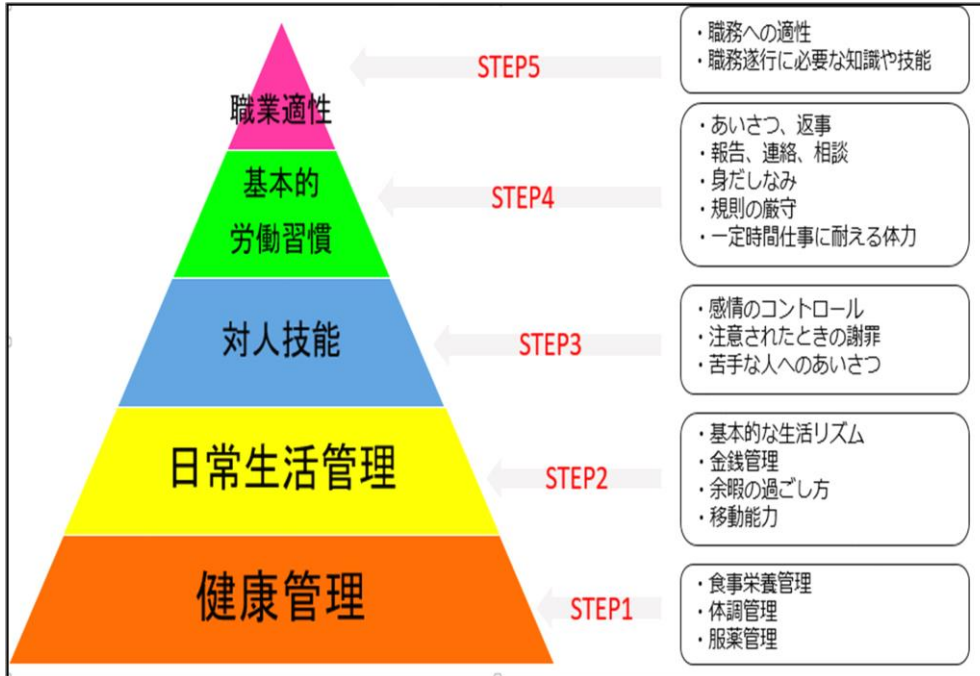 職業適性
STEP5
・職務への適性
・職務遂行に必要な知識や技能
基本的
労働習慣
STEP4
・あいさつ、返事
・報告、連絡、相談
・身だしなみ
・規則の厳守
・一定時間仕事に耐える体力
対人技能
STEP3
・感情のコントロール
・注意されたときの謝罪
・苦手な人へのあいさつ
日常生活管理
STEP2
・基本的な生活リズム
・金銭管理
・余暇の過ごし方
・移動能力
健康管理
STEP1
・食事栄養管理
・体調管理
・服薬管理